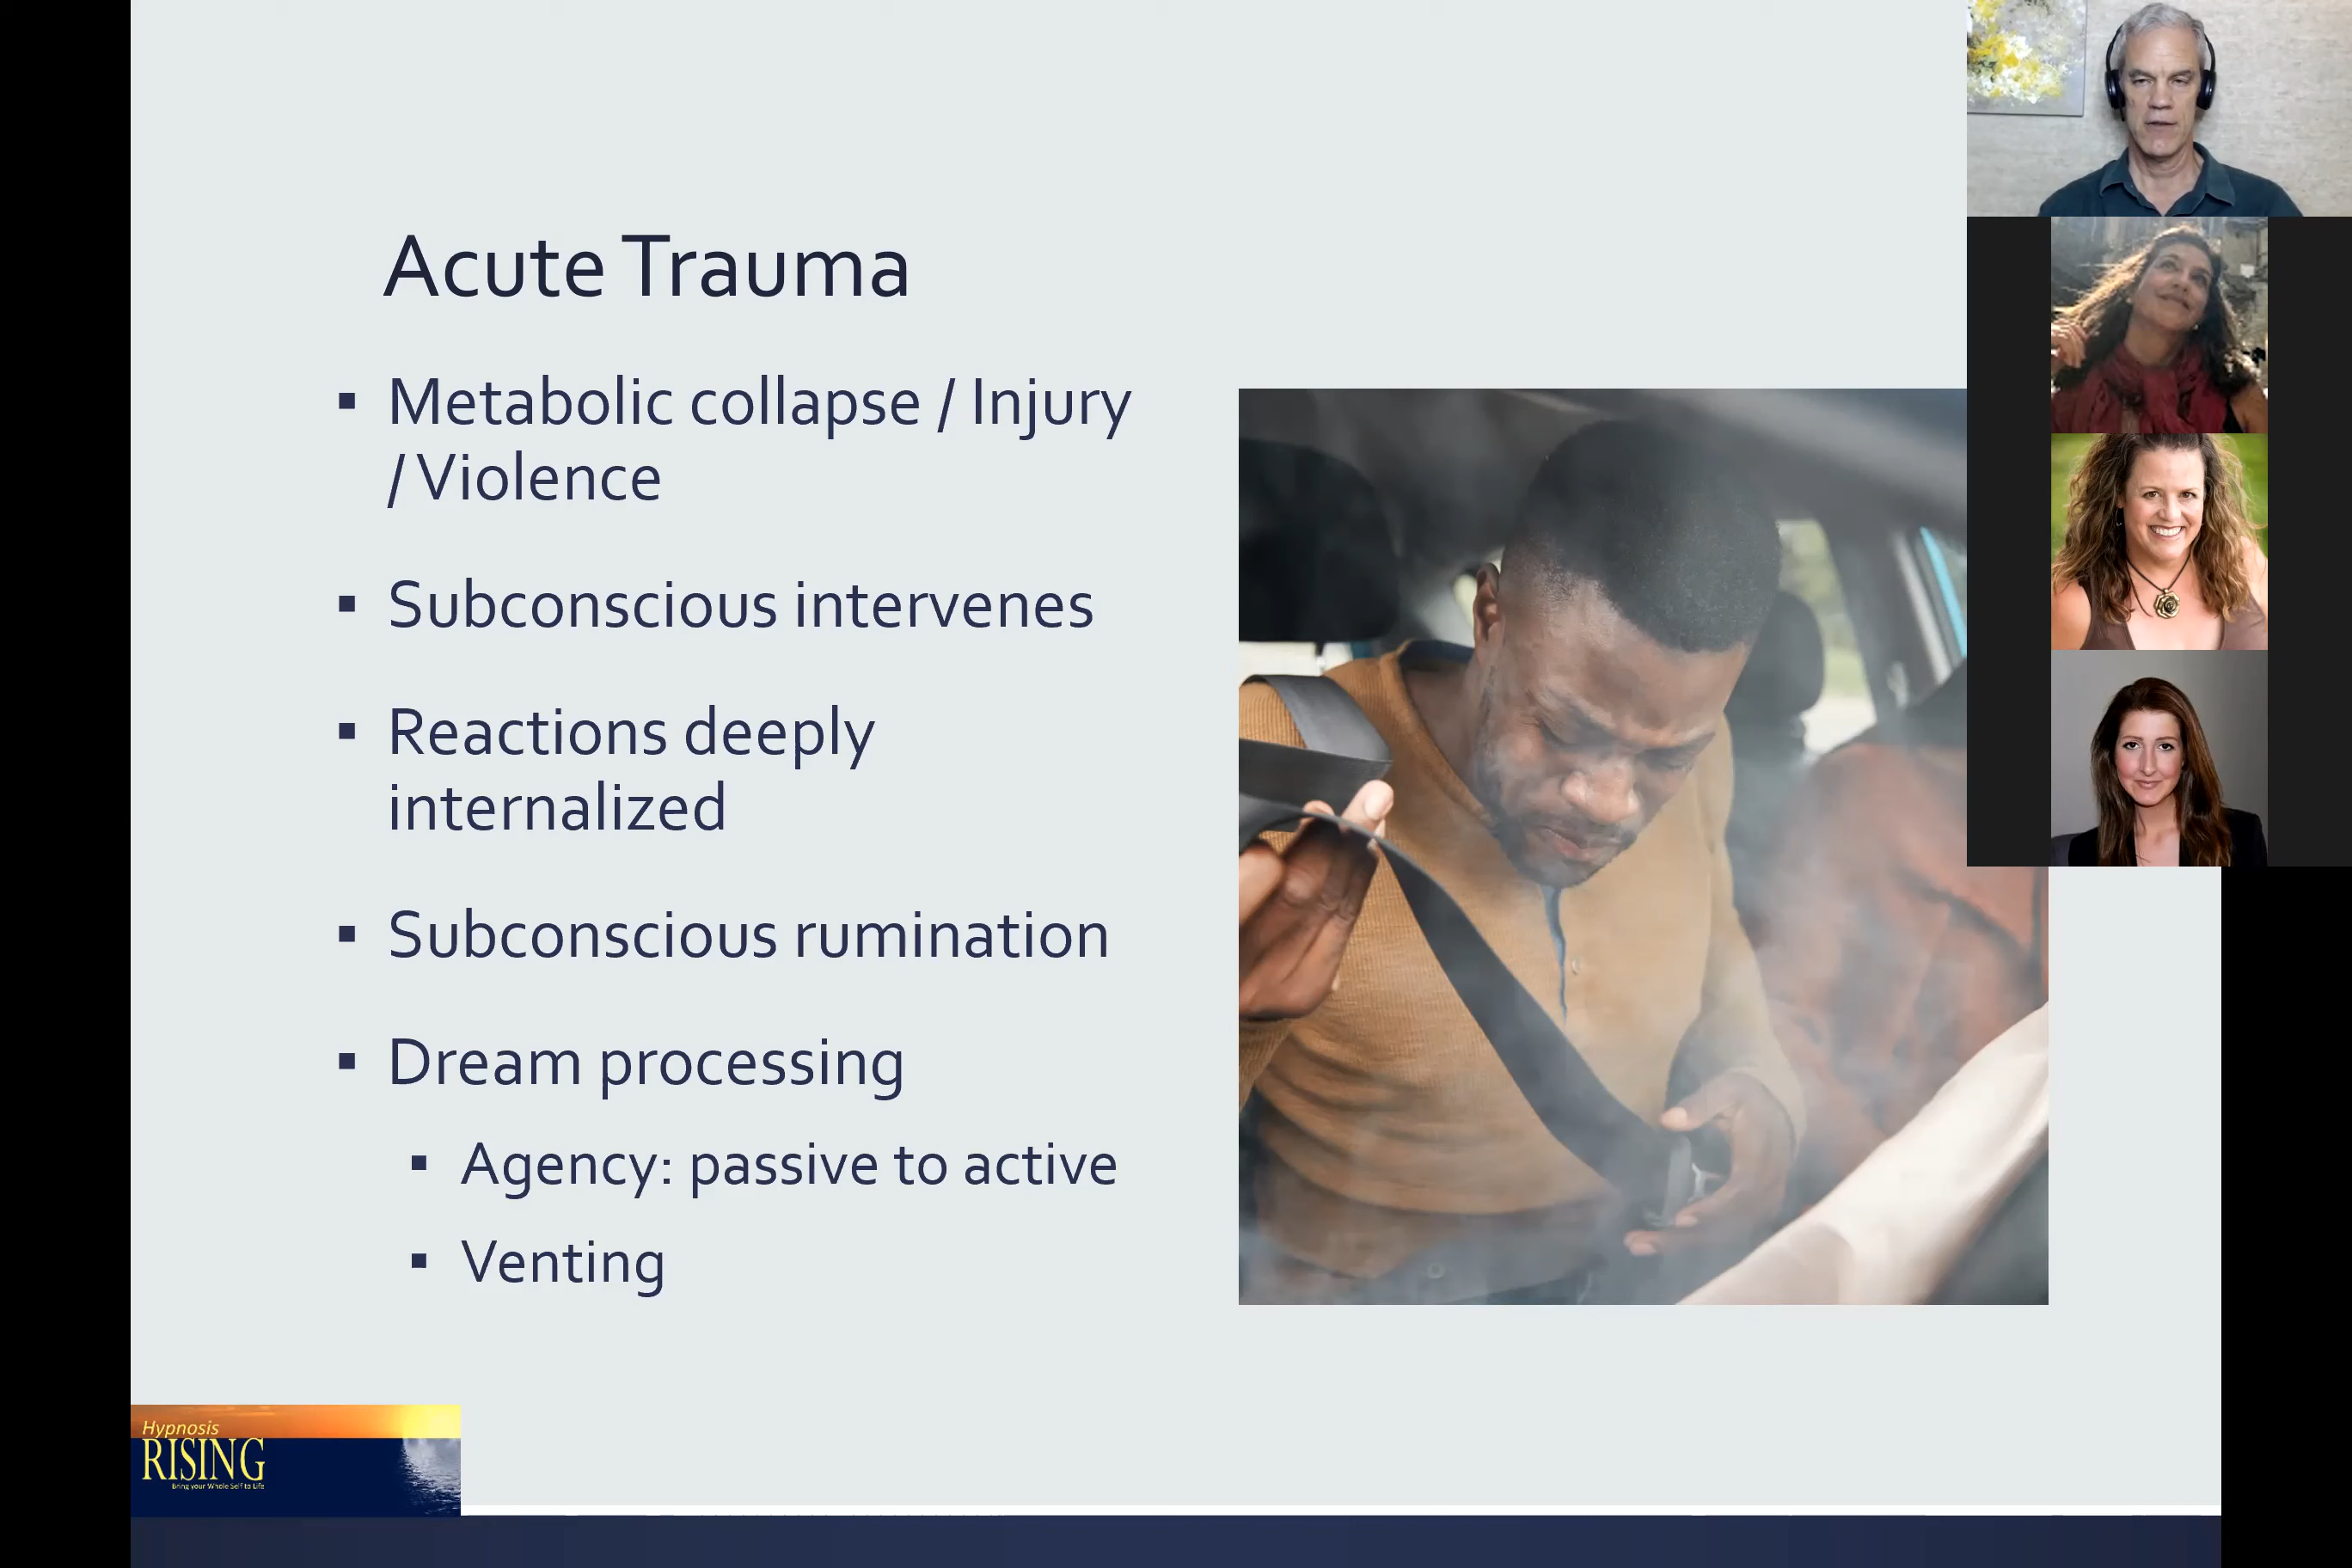 Acute Trauma
▪ Metabolic collapse / Injury
/ Violence
▪ Subconscious intervenes
▪ Reactions deeply
internalized
▪ Subconscious rumination
▪ Dream processing
▪ Agency: passive to active
▪ Venting
Hypnosis
RISING
Bring your Whole Self to Life